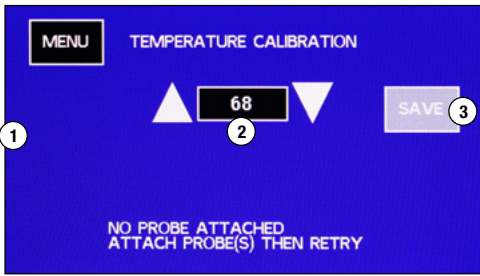 MENU TEMPERATURE CALIBRATION
68
SAVE
1
2
3
NO PROBE ATTACHED
ATTACH PROBE(S) THEN RETRY